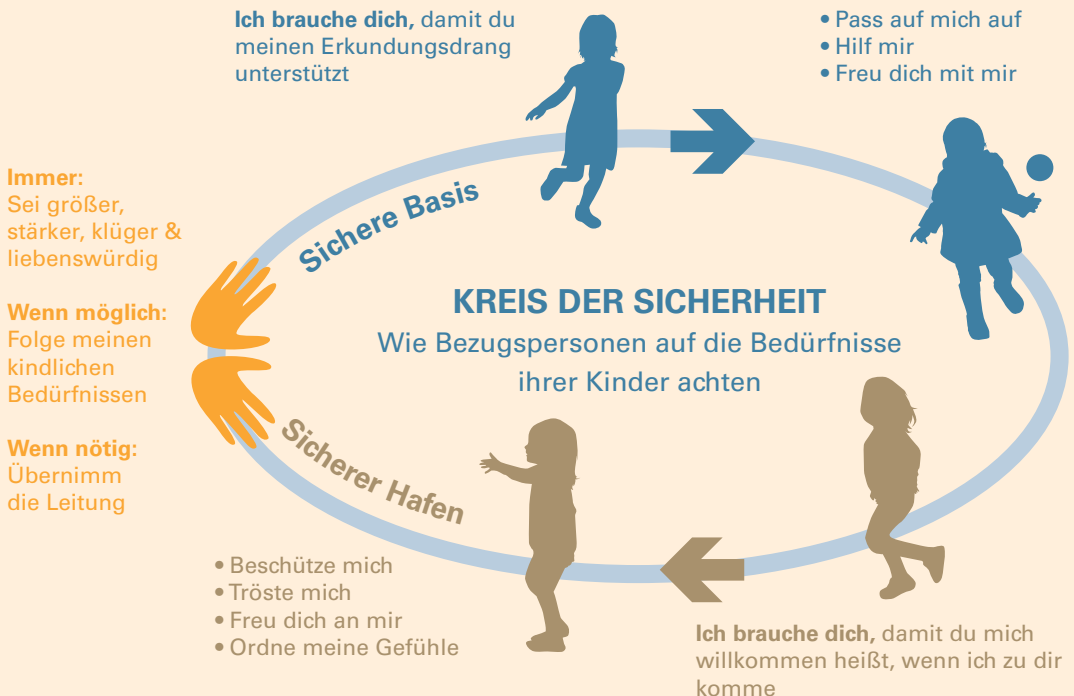 Ich brauche dich, damit du
meinen Erkundungsdrang
unterstützt
• Pass auf mich auf
• Hilf mir
• Freu dich mit mir
Immer:
Sei größer,
stärker, klüger &
liebenswürdig
Wenn möglich:
Folge meinen
kindlichen
Bedürfnissen
Wenn nötig:
Übernimm
die Leitung
Sichere Basis
KREIS DER SICHERHEIT
Wie Bezugspersonen auf die Bedürfnisse
ihrer Kinder achten
Sicherer Hafen
• Beschütze mich
• Tröste mich
• Freu dich an mir
• Ordne meine Gefühle
Ich brauche dich, damit du mich
willkommen heißt, wenn ich zu dir
komme